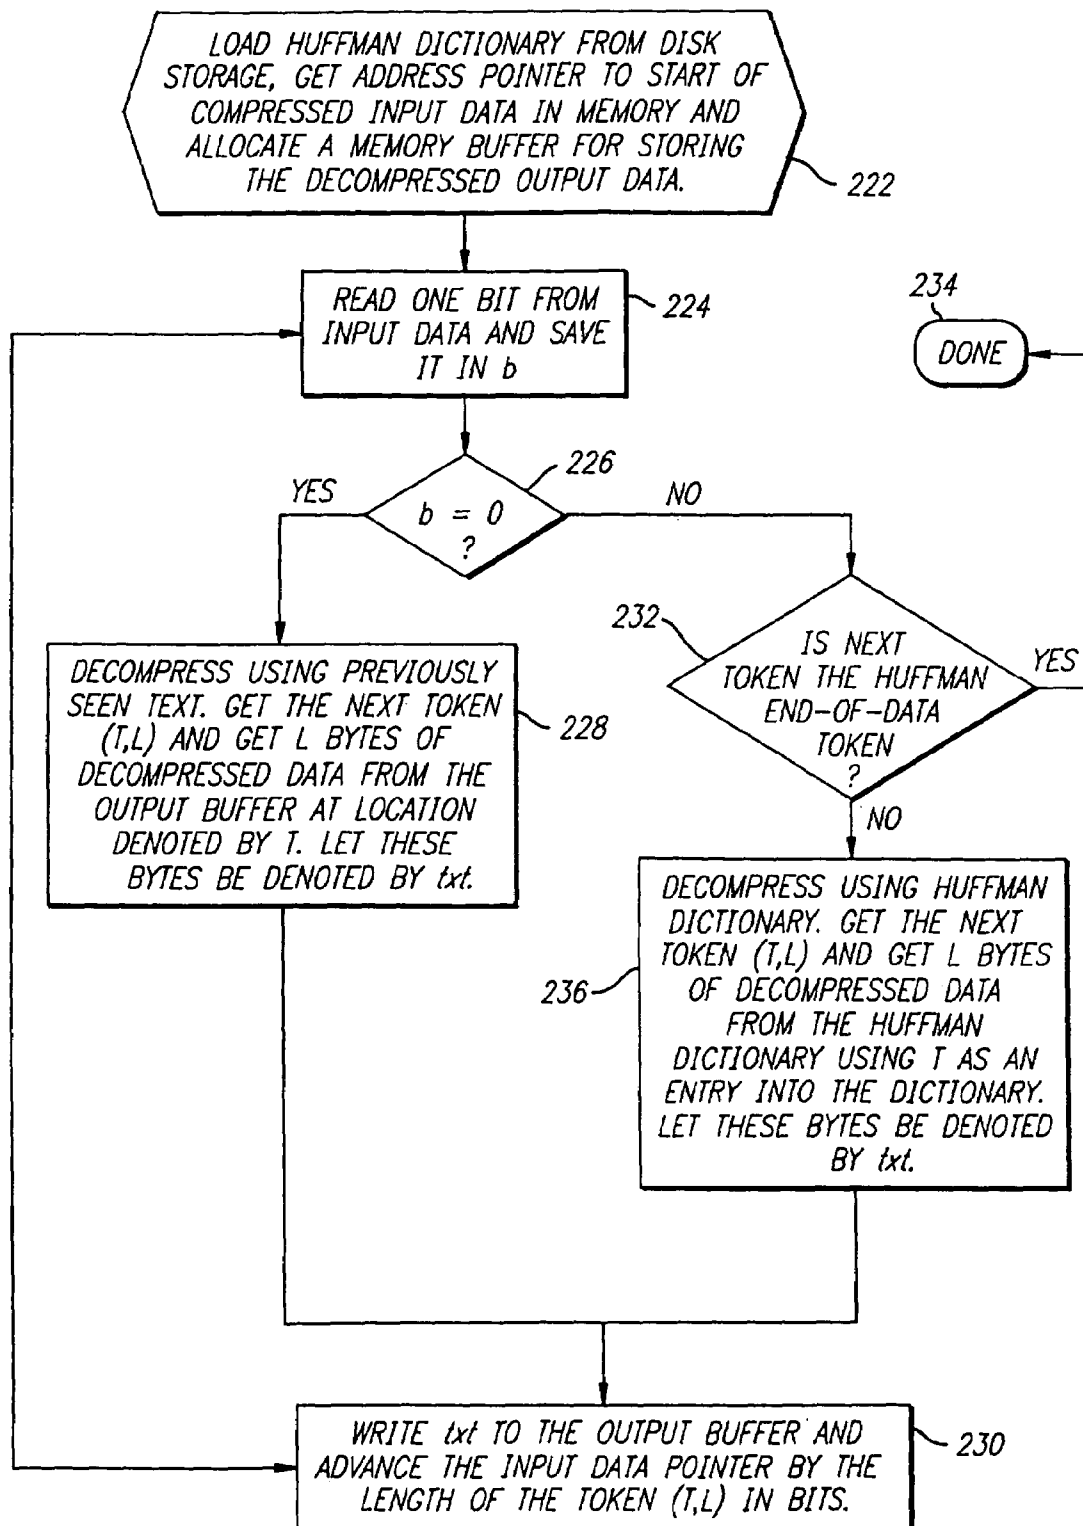 LOAD HUFFMAN DICTIONARY FROM DISK
STORAGE, GET ADDRESS POINTER TO START OF
COMPRESSED INPUT DATA IN MEMORY AND
ALLOCATE A MEMORY BUFFER FOR STORING
THE DECOMPRESSED OUTPUT DATA.
222
READ ONE BIT FROM
INPUT DATA AND SAVE
IT IN b
224
234
DONE
226
YES
b = 0
?
NO
232
IS NEXT
TOKEN THE HUFFMAN
END-OF-DATA
TOKEN
?
YES
NO
DECOMPRESS USING PREVIOUSLY
SEEN TEXT. GET THE NEXT TOKEN
(T,L) AND GET L BYTES OF
DECOMPRESSED DATA FROM THE
OUTPUT BUFFER AT LOCATION
DENOTED BY T. LET THESE
BYTES BE DENOTED BY txt.
228
DECOMPRESS USING HUFFMAN
DICTIONARY. GET THE NEXT
TOKEN (T,L) AND GET L BYTES
OF DECOMPRESSED DATA
FROM THE HUFFMAN
DICTIONARY USING T AS AN
ENTRY INTO THE DICTIONARY.
LET THESE BYTES BE DENOTED
BY txt.
236
WRITE txt TO THE OUTPUT BUFFER AND
ADVANCE THE INPUT DATA POINTER BY THE
LENGTH OF THE TOKEN (T,L) IN BITS.
230